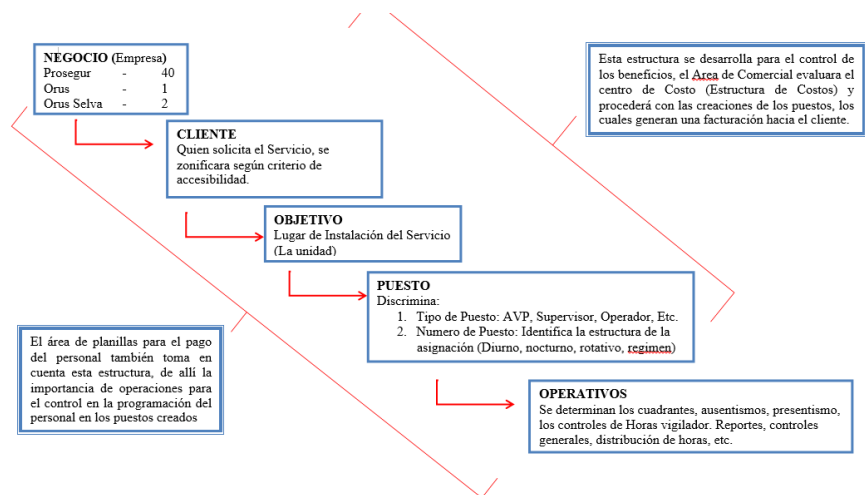 NEGOCIO (Empresa)
Prosegur - 40
Orus - 1
Orus Selva - 2
Esta estructura se desarrolla para el control de
los beneficios, el Area de Comercial evaluara el
centro de Costo (Estructura de Costos) y
procederá con las creaciones de los puestos, los
cuales generan una facturación hacia el cliente.
CLIENTE
Quien solicita el Servicio, se
zonificara según criterio de
accesibilidad.
OBJETIVO
Lugar de Instalación del Servicio
(La unidad)
PUESTO
Discrimina:
1. Tipo de Puesto: AVP, Supervisor, Operador, Etc.
2. Numero de Puesto: Identifica la estructura de la
asignación (Diurno, nocturno, rotativo, regimen)
El área de planillas para el pago
del personal también toma en
cuenta esta estructura, de allí la
importancia de operaciones para
el control en la programación del
personal en los puestos creados
OPERATIVOS
Se determinan los cuadrantes, ausentismos, presentismo,
los controles de Horas vigilador. Reportes, controles
generales, distribución de horas, etc.